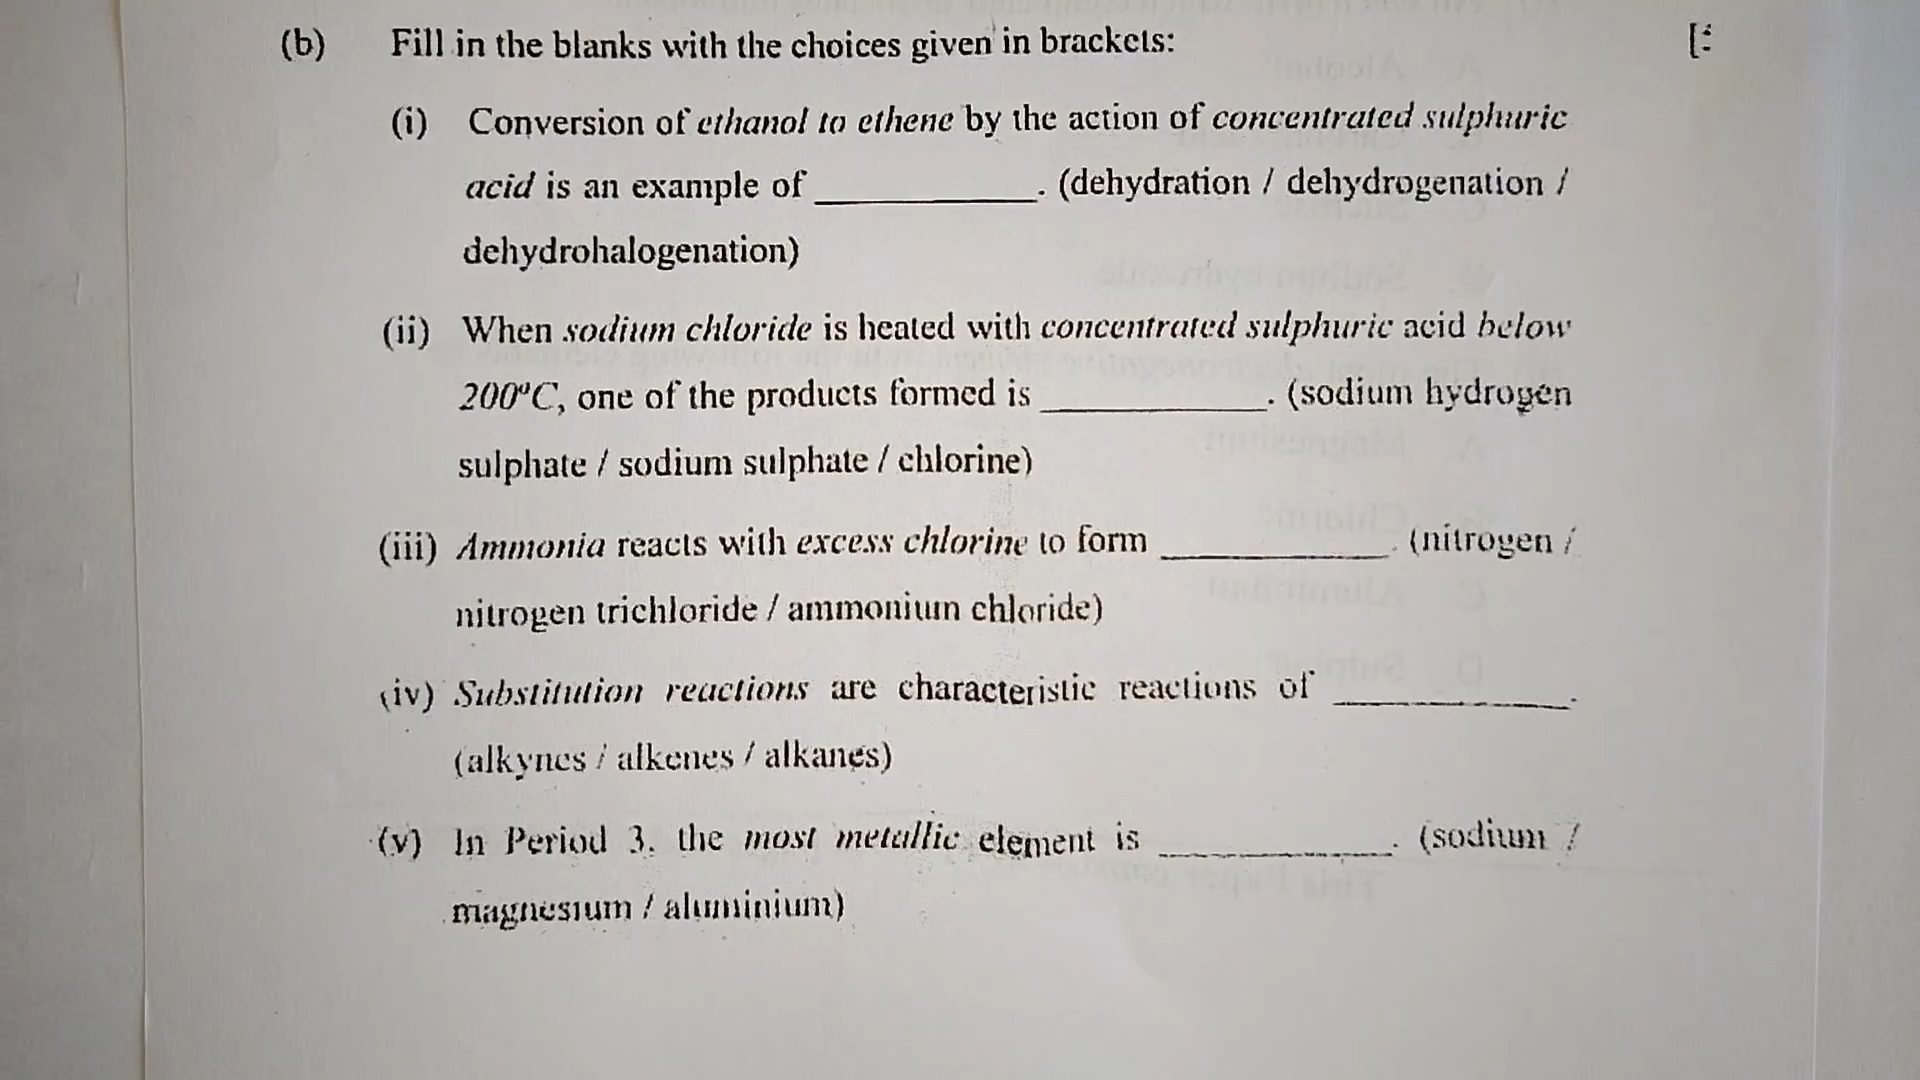 (b) Fill in the blanks with the choices given in brackets: [
(i) Conversion of ethanol to ethene by the action of concentrated sulphuric
acid is an example of __________. (dehydration / dehydrogenation /
dehydrohalogenation)
(ii) When sodium chloride is heated with concentrated sulphuric acid below
200°C, one of the products formed is __________. (sodium hydrogen
sulphate / sodium sulphate / chlorine)
(iii) Ammonia reacts with excess chlorine to form __________. (nitrogen /
nitrogen trichloride / ammonium chloride)
(iv) Substitution reactions are characteristic reactions of __________.
(alkynes / alkenes / alkanes)
(v) In Period 3, the most metallic element is __________. (sodium /
magnesium / aluminium)